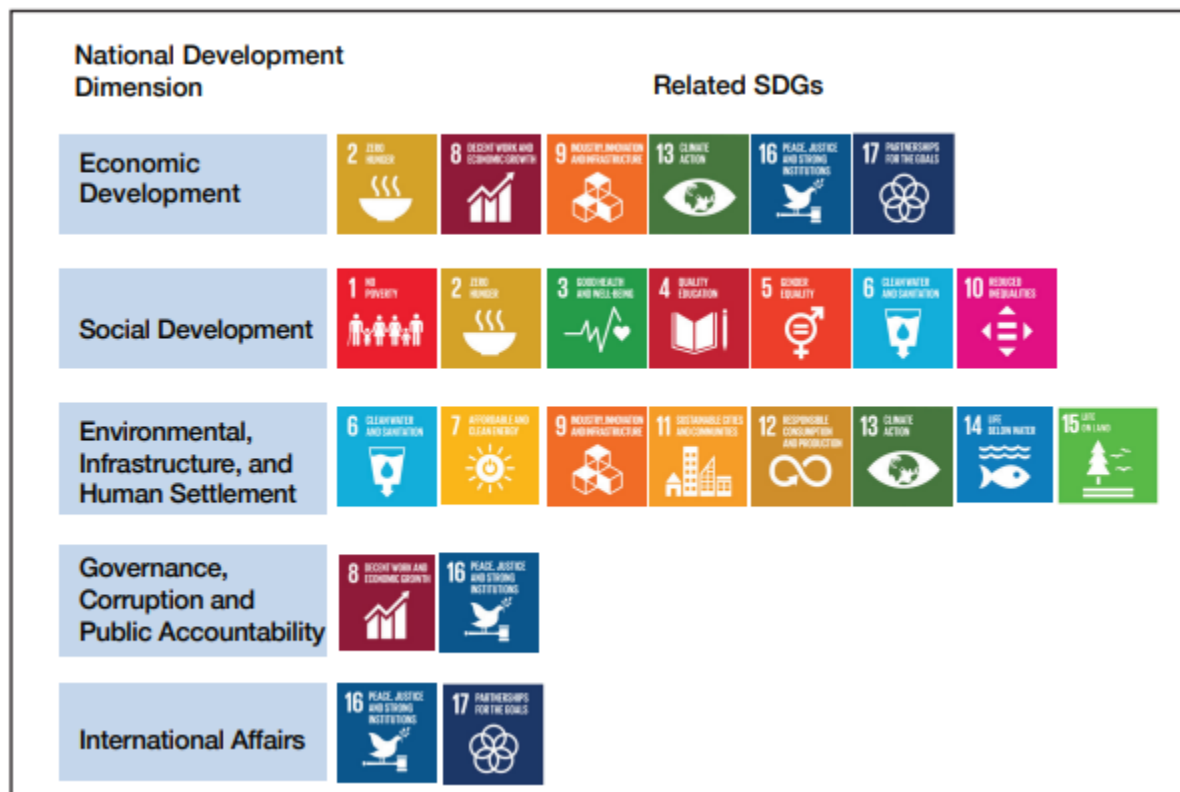 National Development
Dimension
Related SDGs
Economic
Development
2 ZERO
HUNGER
8 DECENT WORK AND
ECONOMIC GROWTH
9 INDUSTRY, INNOVATION
AND INFRASTRUCTURE
13 CLIMATE
ACTION
16 PEACE, JUSTICE
AND STRONG
INSTITUTIONS
17 PARTNERSHIPS
FOR THE GOALS
Social Development
1 NO
POVERTY
2 ZERO
HUNGER
3 GOOD HEALTH
AND WELL-BEING
4 QUALITY
EDUCATION
5 GENDER
EQUALITY
6 CLEAN WATER
AND SANITATION
10 REDUCED
INEQUALITIES
Environmental,
Infrastructure, and
Human Settlement
6 CLEAN WATER
AND SANITATION
7 AFFORDABLE AND
CLEAN ENERGY
9 INDUSTRY, INNOVATION
AND INFRASTRUCTURE
11 SUSTAINABLE CITIES
AND COMMUNITIES
12 RESPONSIBLE
CONSUMPTION
AND PRODUCTION
13 CLIMATE
ACTION
14 LIFE
BELOW WATER
15 LIFE
ON LAND
Governance,
Corruption and
Public Accountability
8 DECENT WORK AND
ECONOMIC GROWTH
16 PEACE, JUSTICE
AND STRONG
INSTITUTIONS
International Affairs
16 PEACE, JUSTICE
AND STRONG
INSTITUTIONS
17 PARTNERSHIPS
FOR THE GOALS